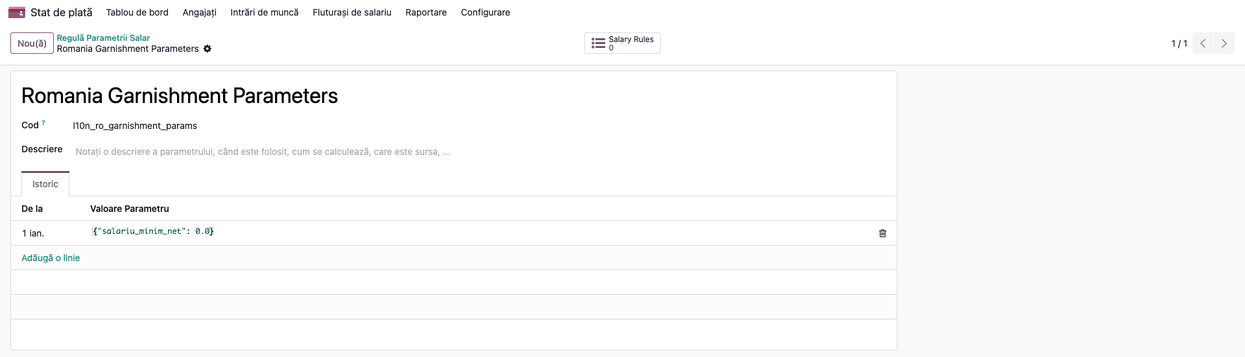 Stat de plată Tablou de bord Angajați Intrări de muncă Fluturași de salariu Raportare Configurare
Nou(ă) Regulă Parametrii Salar
Romania Garnishment Parameters
Salary Rules
0
1 / 1
Romania Garnishment Parameters
Cod ? l10n_ro_garnishment_params
Descriere Notați o descriere a parametrului, când este folosit, cum se calculează, care este sursa, ...
Istoric
De la Valoare Parametru
1 ian. {"salariu_minim_net": 0.0}
Adăugă o linie